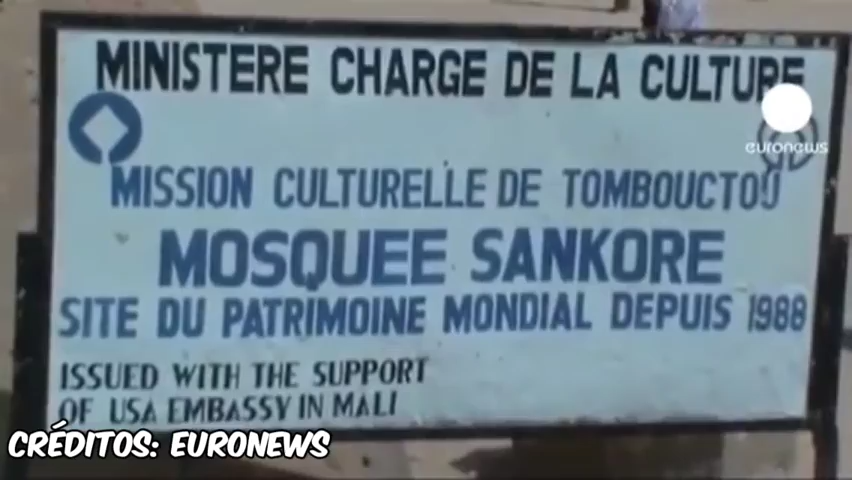 MINISTERE CHARGE DE LA CULTURE
euronews
MISSION CULTURELLE DE TOMBOUCTOU
MOSQUEE SANKORE
SITE DU PATRIMOINE MONDIAL DEPUIS 1988
ISSUED WITH THE SUPPORT
OF USA EMBASSY IN MALI
CRÉDITOS: EURONEWS